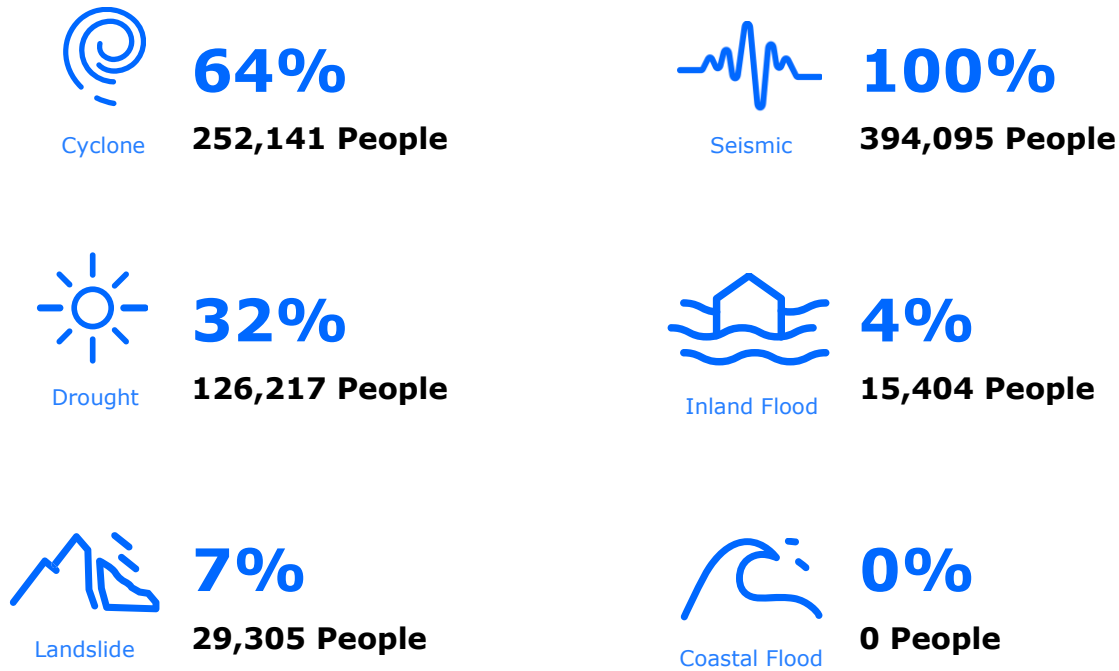 64%
252,141 People
Cyclone
100%
394,095 People
Seismic
32%
126,217 People
Drought
4%
15,404 People
Inland Flood
7%
29,305 People
Landslide
0%
0 People
Coastal Flood